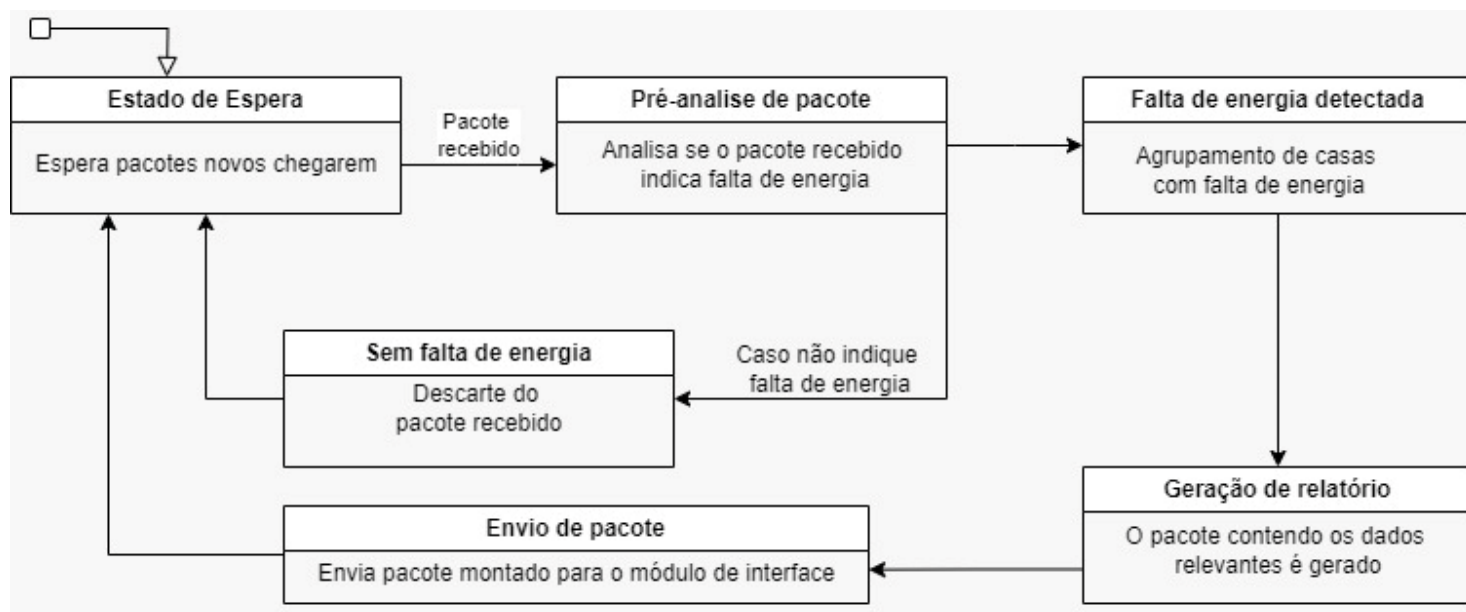 Estado de Espera
Espera pacotes novos chegarem
Pacote
recebido
Pré-analise de pacote
Analisa se o pacote recebido
indica falta de energia
Falta de energia detectada
Agrupamento de casas
com falta de energia
Sem falta de energia
Descarte do
pacote recebido
Caso não indique
falta de energia
Geração de relatório
O pacote contendo os dados
relevantes é gerado
Envio de pacote
Envia pacote montado para o módulo de interface